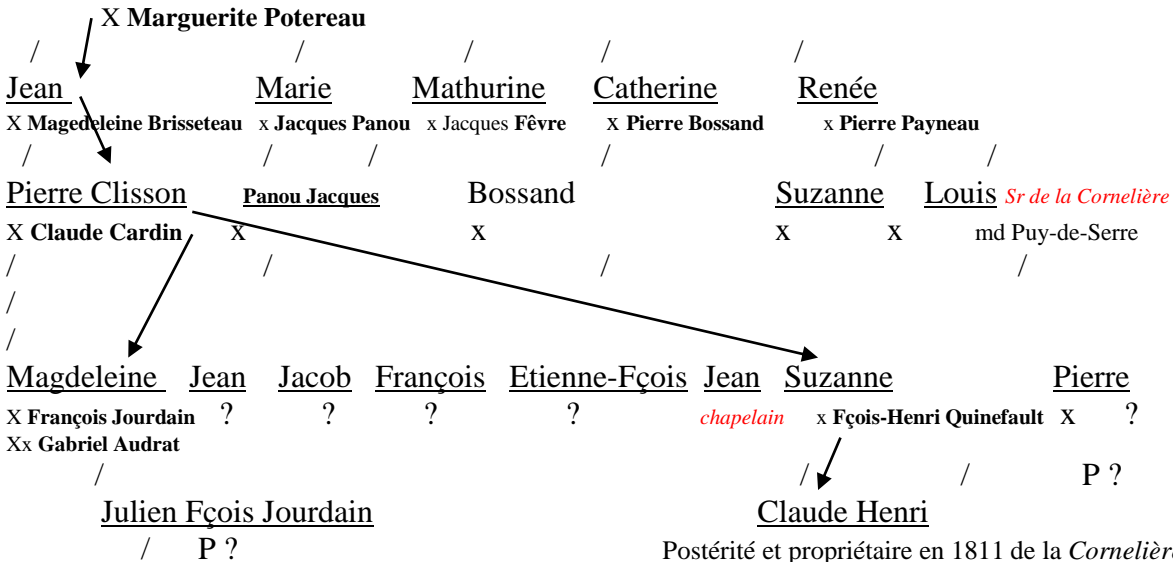 X Marguerite Potereau
/ / / / /
Jean Marie Mathurine Catherine Renée
X Magedeleine Brisseteau x Jacques Panou x Jacques Fêvre x Pierre Bossand x Pierre Payneau
/ / / / / /
Pierre Clisson Panou Jacques Bossand Suzanne Louis Sr de la Cornelière
X Claude Cardin x x x x md Puy-de-Serre
/ / / /
/
/
Magdeleine Jean Jacob François Etienne-Fçois Jean Suzanne Pierre
X François Jourdain ? ? ? ? chapelain x Fçois-Henri Quinefault x ?
Xx Gabriel Audrat
/ / / P ?
Julien Fçois Jourdain Claude Henri
/ P ? Postérité et propriétaire en 1811 de la Cornelière